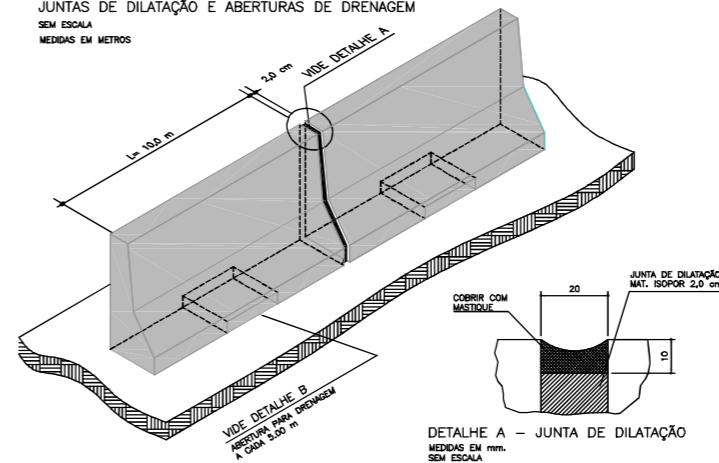 JUNTAS DE DILATAÇÃO E ABERTURAS DE DRENAGEM
SEM ESCALA
MEDIDAS EM METROS
2,0 cm
VIDE DETALHE A
L= 10,0 m
VIDE DETALHE B
ABERTURA PARA DRENAGEM
A CADA 5,00 m
COBRIR COM
MASTIQUE
20
JUNTA DE DILATAÇÃO
MAT. ISOPOR 2,0 cm
10
DETALHE A – JUNTA DE DILATAÇÃO
MEDIDAS EM mm.
SEM ESCALA